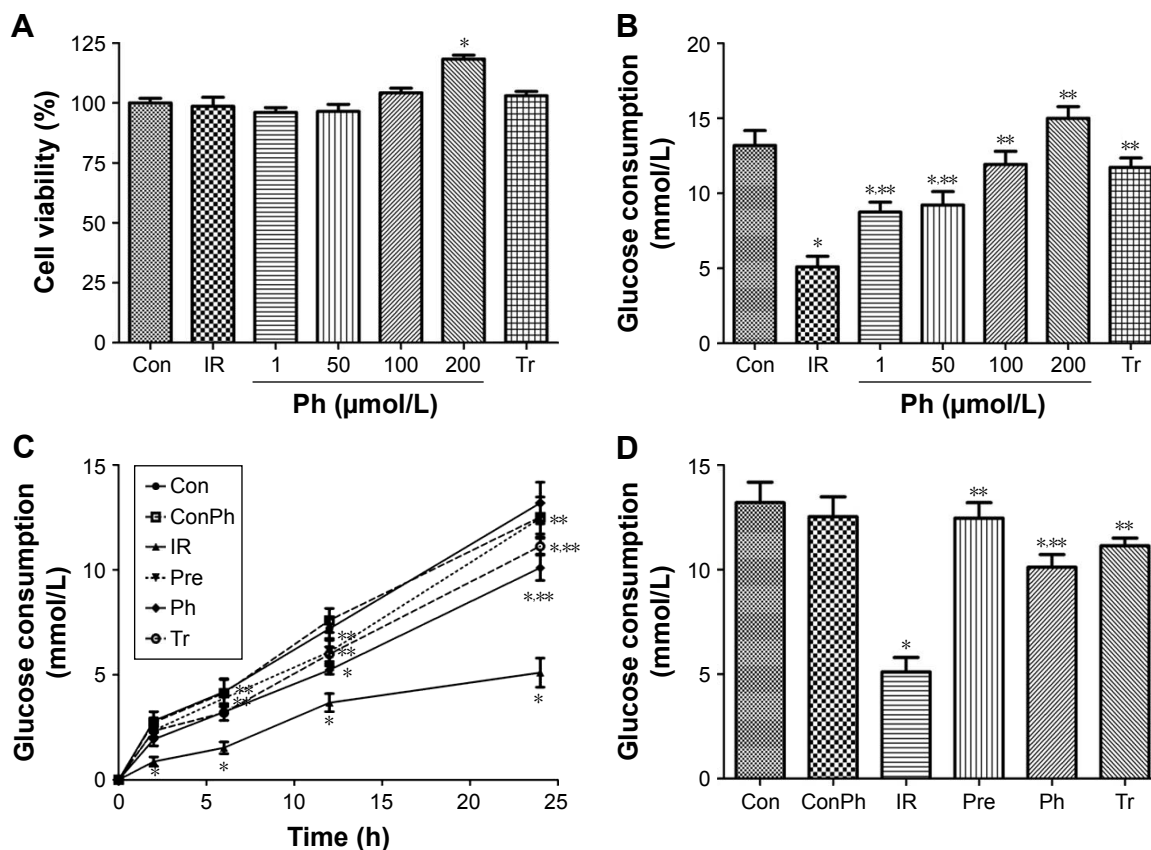 A
Cell viability (%)
125
100
75
50
25
0
*
Con IR 1 50 100 200 Tr
Ph (µmol/L)
B
Glucose consumption
(mmol/L)
20
15
10
5
0
*
*,**
*,**
**
**
**
Con IR 1 50 100 200 Tr
Ph (µmol/L)
C
Glucose consumption
(mmol/L)
15
10
5
0
Con
ConPh
IR
Pre
Ph
Tr
*
**
**
*
**
**
*
*
**
*,**
*,**
*
0 5 10 15 20 25
Time (h)
D
Glucose consumption
(mmol/L)
15
10
5
0
*
**
*,**
**
Con ConPh IR Pre Ph Tr